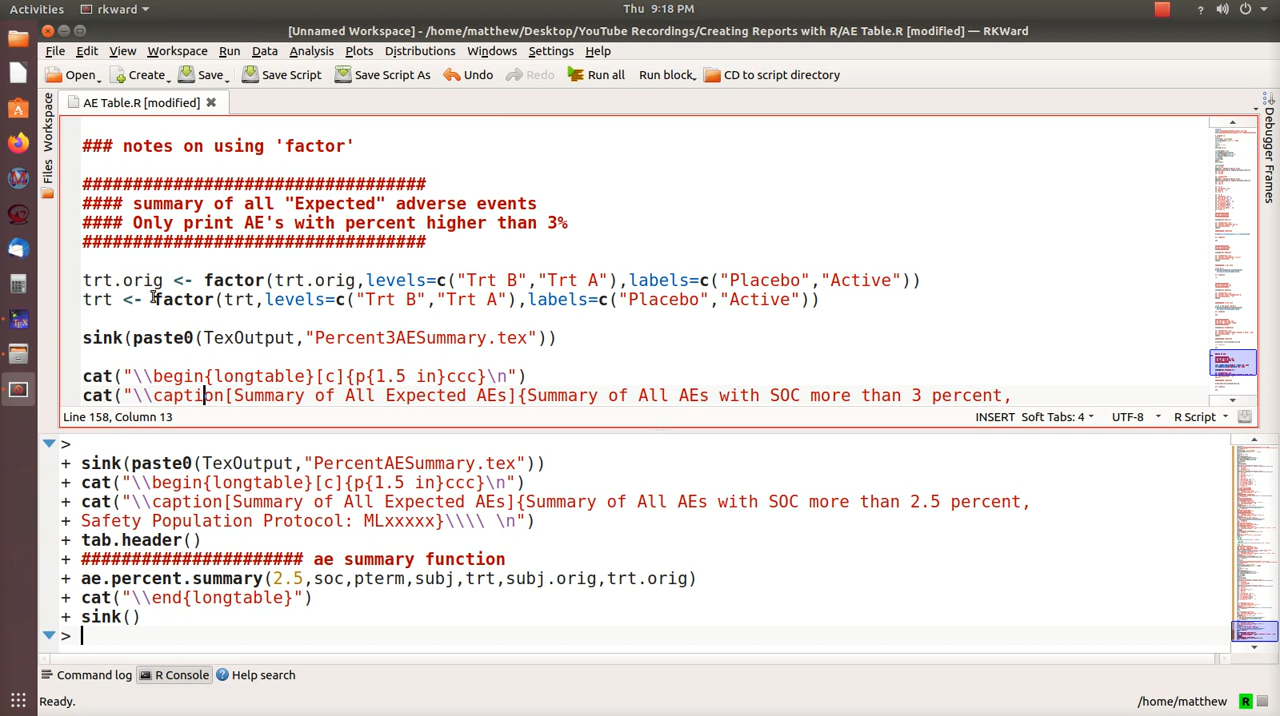 Activities rkward Thu 9:18 PM
[Unnamed Workspace] - /home/matthew/Desktop/YouTube Recordings/Creating Reports with R/AE Table.R [modified] — RKWard
File Edit View Workspace Run Data Analysis Plots Distributions Windows Settings Help
Open Create Save Save Script Save Script As Undo Redo Run all Run block CD to script directory
AE Table.R [modified]
Workspace
Files
Debugger Frames
### notes on using 'factor'
##################################
#### summary of all "Expected" adverse events
#### Only print AE's with percent higher than 3%
##################################
trt.orig <- factor(trt.orig,levels=c("Trt B","Trt A"),labels=c("Placebo","Active"))
trt <- factor(trt,levels=c("Trt B","Trt A"),labels=c("Placebo","Active"))
sink(paste0(TexOutput,"Percent3AESummary.tex"))
cat("\\begin{longtable}[c]{p{1.5 in}ccc}\n")
cat("\\caption[Summary of All Expected AEs]{Summary of All AEs with SOC more than 3 percent,
Line 158, Column 13 INSERT Soft Tabs: 4 UTF-8 R Script
>
+ sink(paste0(TexOutput,"PercentAESummary.tex"))
+ cat("\\begin{longtable}[c]{p{1.5 in}ccc}\n")
+ cat("\\caption[Summary of All Expected AEs]{Summary of All AEs with SOC more than 2.5 percent,
+ Safety Population Protocol: MLxxxxx}\\\\ \n")
+ tab.header()
+ ###################### ae summary function
+ ae.percent.summary(2.5,soc,pterm,subj,trt,subj.orig,trt.orig)
+ cat("\\end{longtable}")
+ sink()
>
Command log R Console Help search
Ready. /home/matthew R